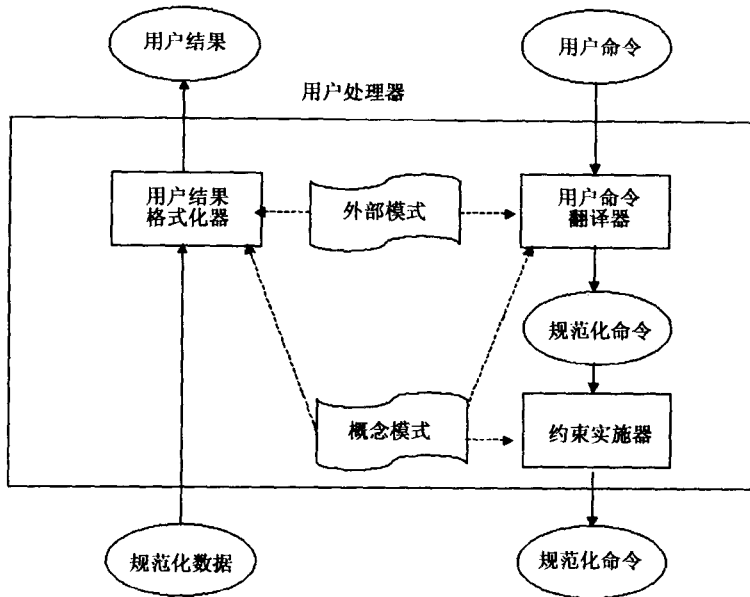 用户结果
用户命令
用户处理器
用户结果
格式化器
外部模式
用户命令
翻译器
规范化命令
概念模式
约束实施器
规范化数据
规范化命令